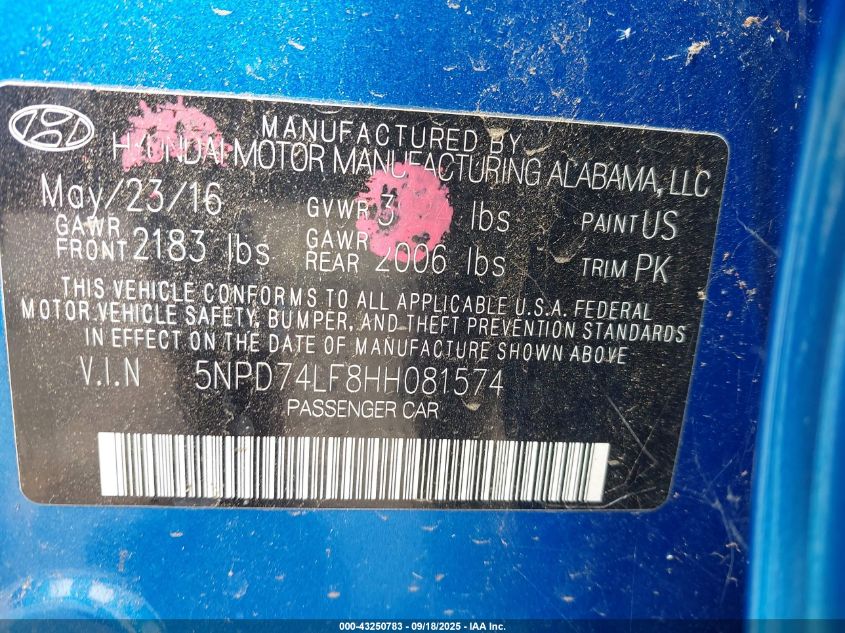 MANUFACTURED BY
HYUNDAI MOTOR MANUFACTURING ALABAMA, LLC
May/23/16 GVWR 3 lbs PAINT US
GAWR FRONT 2183 lbs GAWR REAR 2006 lbs TRIM PK
THIS VEHICLE CONFORMS TO ALL APPLICABLE U.S.A. FEDERAL
MOTOR VEHICLE SAFETY, BUMPER, AND THEFT PREVENTION STANDARDS
IN EFFECT ON THE DATE OF MANUFACTURE SHOWN ABOVE
V.I.N 5NPD74LF8HH081574
PASSENGER CAR
000-43250783 - 09/18/2025 - IAA Inc.